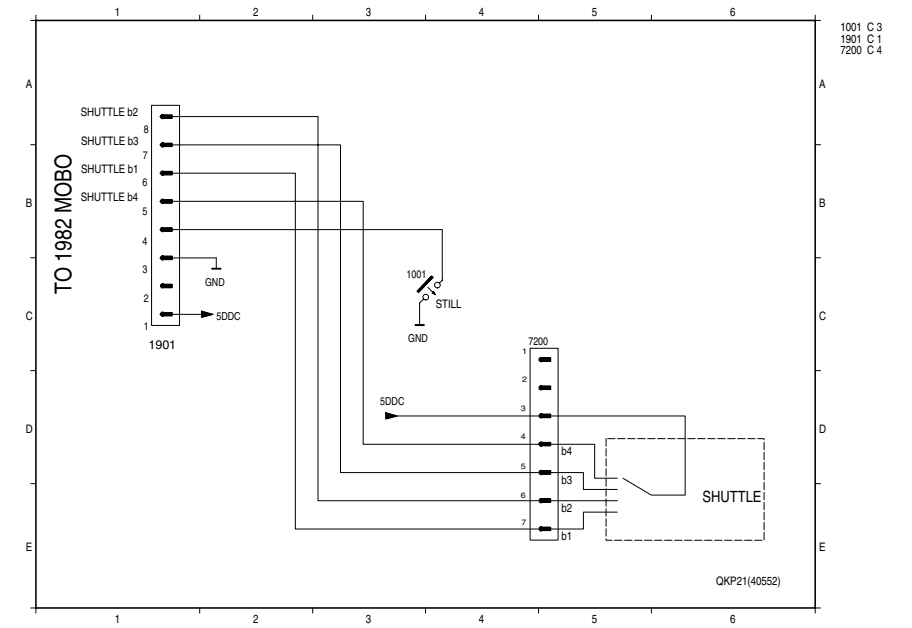 1 2 3 4 5 6
1001 C 3
1901 C 1
7200 C 4
A A
SHUTTLE b2
8
SHUTTLE b3
7
SHUTTLE b1
6
SHUTTLE b4
5
B B
4
TO 1982 MOBO
3
GND
1001
2
STILL
C C
1
5DDC
GND
1901
7200
1
2
5DDC
3
D D
4
b4
5
b3
6
b2
SHUTTLE
7
b1
E E
QKP21(40552)
1 2 3 4 5 6